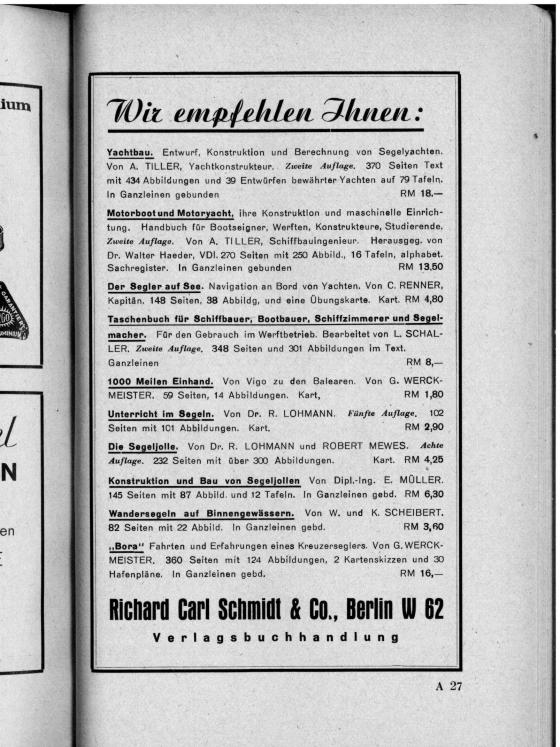 ium
GARANTIERT
N
en
E
Wir empfehlen Ihnen:
Yachtbau. Entwurf, Konstruktion und Berechnung von Segelyachten.
Von A. TILLER, Yachtkonstrukteur. Zweite Auflage. 370 Seiten Text
mit 434 Abbildungen und 39 Entwürfen bewährter Yachten auf 79 Tafeln.
In Ganzleinen gebunden RM 18.—
Motorboot und Motoryacht, ihre Konstruktion und maschinelle Einrich-
tung. Handbuch für Bootseigner, Werften, Konstrukteure, Studierende.
Zweite Auflage. Von A. TILLER, Schiffbauingenieur. Herausgeg. von
Dr. Walter Haeder, VDI. 270 Seiten mit 250 Abbild., 16 Tafeln, alphabet.
Sachregister. In Ganzleinen gebunden RM 13,50
Der Segler auf See. Navigation an Bord von Yachten. Von C. RENNER,
Kapitän. 148 Seiten, 38 Abbildg, und eine Übungskarte. Kart. RM 4,80
Taschenbuch für Schiffbauer, Bootbauer, Schiffzimmerer und Segel-
macher. Für den Gebrauch im Werftbetrieb. Bearbeitet von L. SCHAL-
LER. Zweite Auflage. 348 Seiten und 301 Abbildungen im Text.
Ganzleinen RM 8,—
1000 Meilen Einhand. Von Vigo zu den Balearen. Von G. WERCK-
MEISTER. 59 Seiten, 14 Abbildungen. Kart, RM 1,80
Unterricht im Segeln. Von Dr. R. LOHMANN. Fünfte Auflage. 102
Seiten mit 101 Abbildungen. Kart. RM 2,90
Die Segeljolle. Von Dr. R. LOHMANN und ROBERT MEWES. Achte
Auflage. 232 Seiten mit über 300 Abbildungen. Kart. RM 4,25
Konstruktion und Bau von Segeljollen Von Dipl.-Ing. E. MÜLLER.
145 Seiten mit 87 Abbild. und 12 Tafeln. In Ganzleinen gebd. RM 6,30
Wandersegeln auf Binnengewässern. Von W. und K. SCHEIBERT.
82 Seiten mit 22 Abbild. In Ganzleinen gebd. RM 3,60
„Bora" Fahrten und Erfahrungen eines Kreuzerseglers. Von G. WERCK-
MEISTER. 360 Seiten mit 124 Abbildungen, 2 Kartenskizzen und 30
Hafenpläne. In Ganzleinen gebd. RM 16,—
Richard Carl Schmidt & Co., Berlin W 62
Verlagsbuchhandlung
A 27